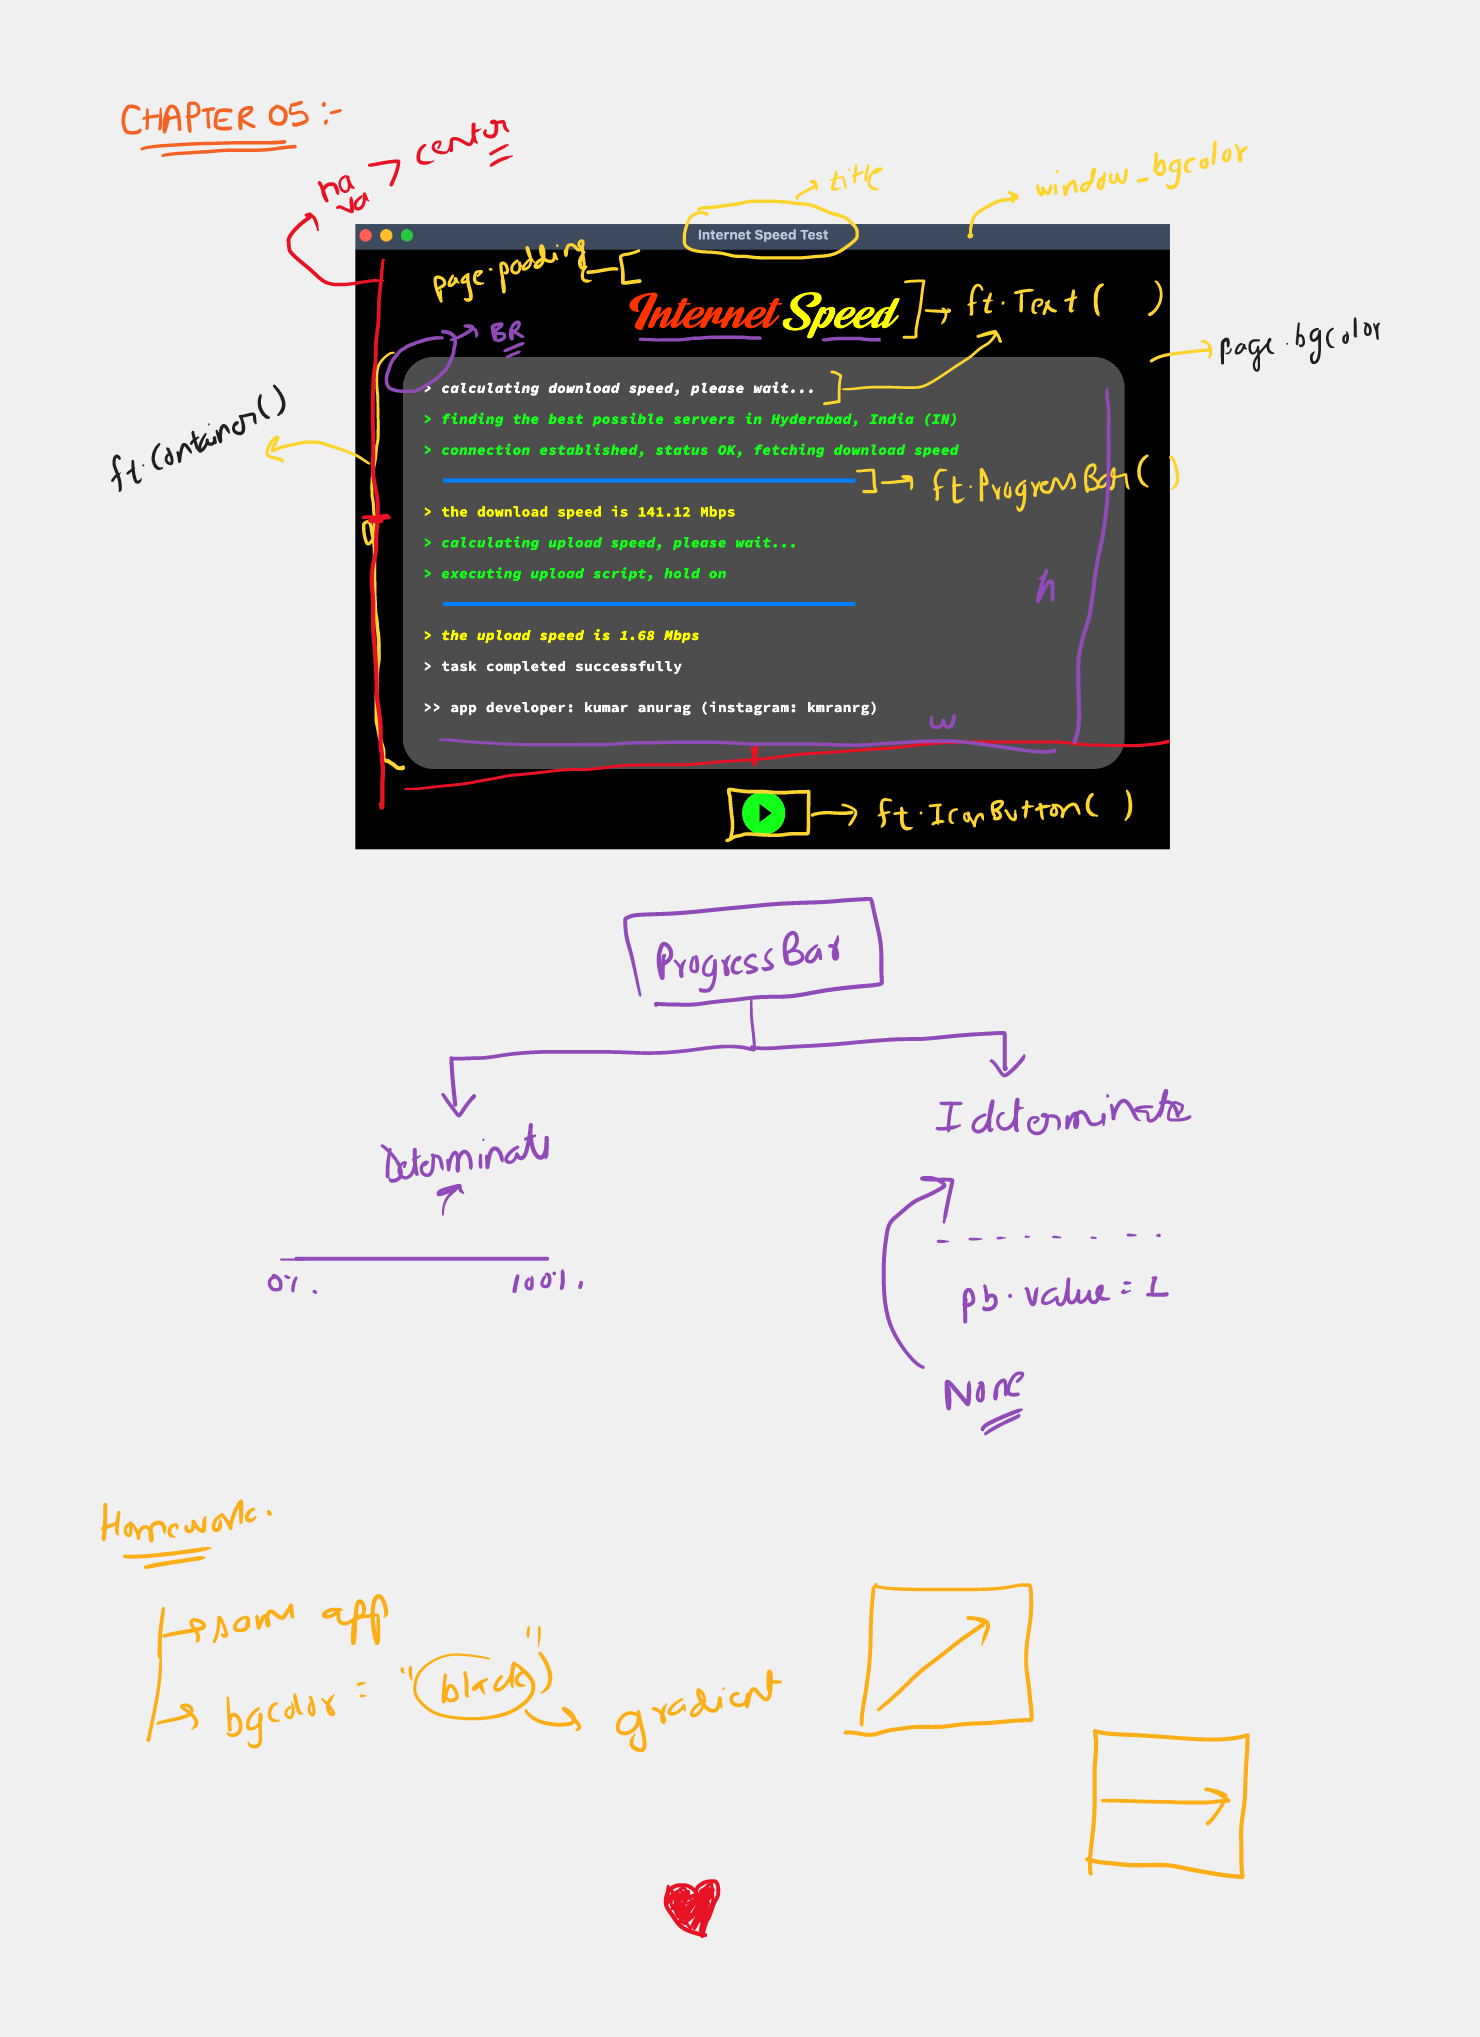 CHAPTER 05 :-
ha
va > center
title
window_bgcolor
Internet Speed Test
page.padding
Internet Speed
ft.Text( )
BR
page.bgcolor
> calculating download speed, please wait...
> finding the best possible servers in Hyderabad, India (IN)
> connection established, status OK, fetching download speed
ft.Container()
ft.ProgressBar()
> the download speed is 141.12 Mbps
> calculating upload speed, please wait...
> executing upload script, hold on
h
> the upload speed is 1.68 Mbps
> task completed successfully
>> app developer: kumar anurag (instagram: kmranrg)
w
ft.IconButton( )
ProgressBar
Determinate
Ideterminate
0%.
100%.
pb.value = 1
None
Homework.
same app
bgcolor = "black"
gradient